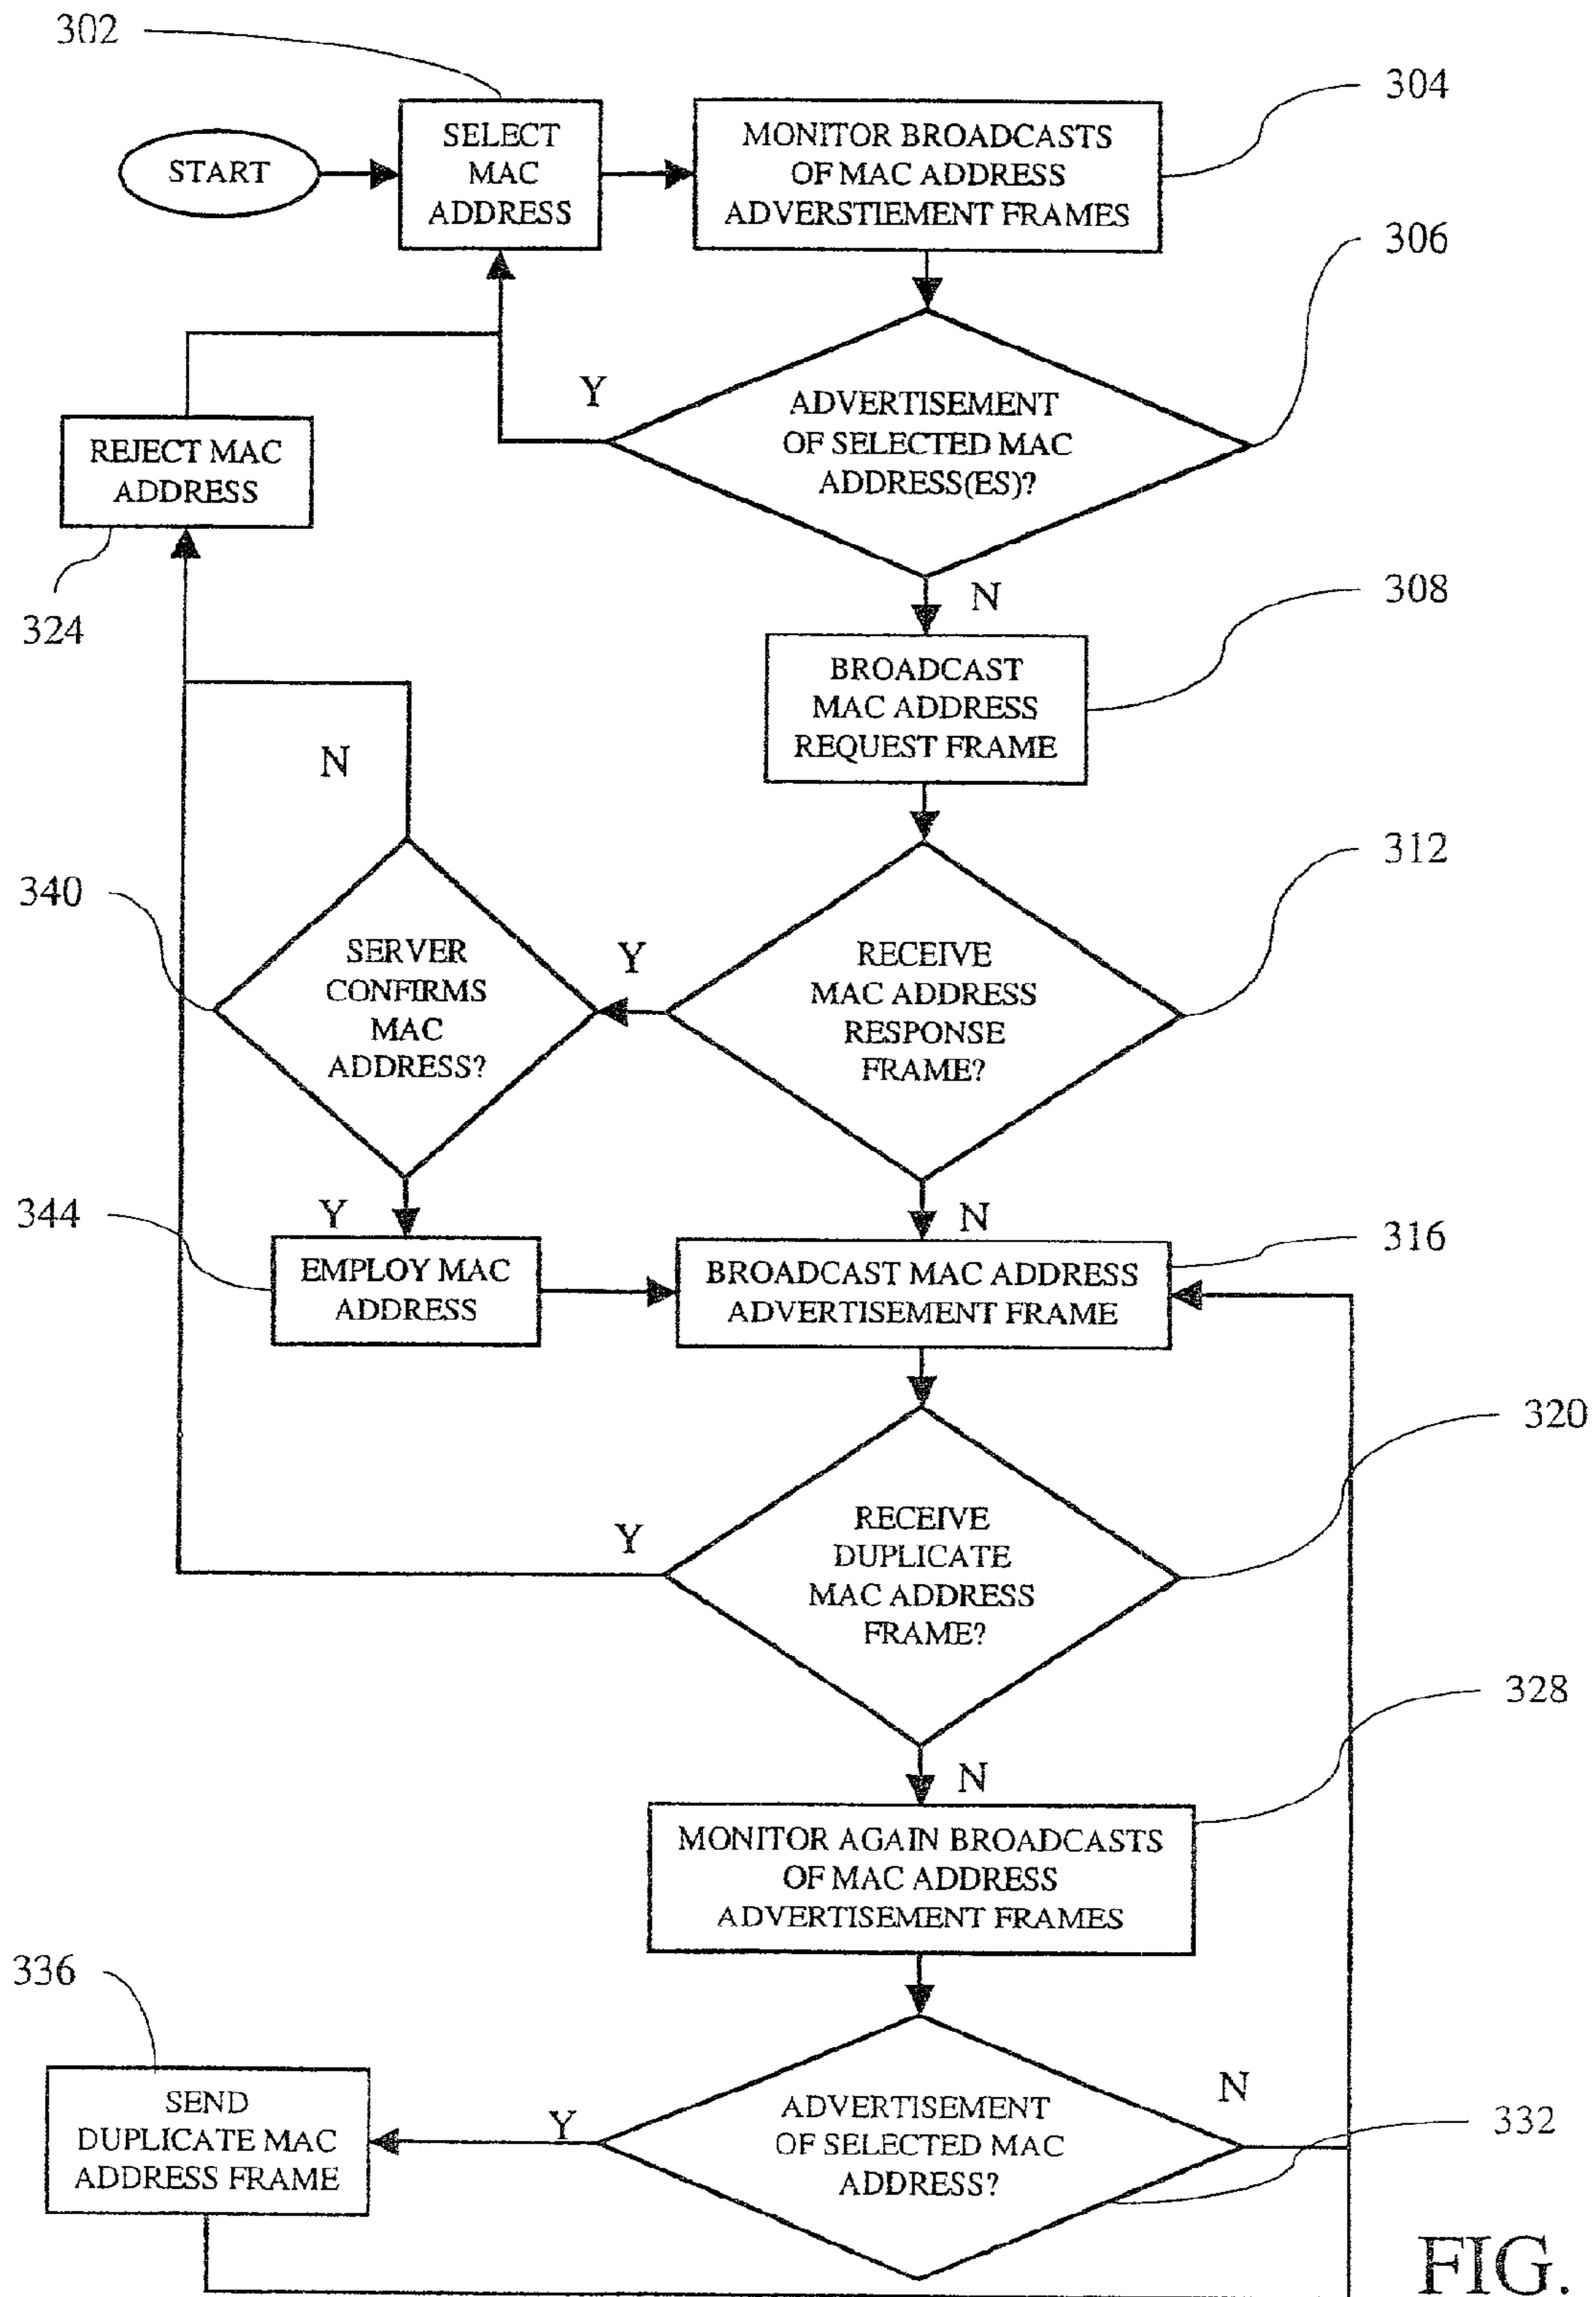 302
304
START
SELECT
MAC
ADDRESS
MONITOR BROADCASTS
OF MAC ADDRESS
ADVERSTIEMENT FRAMES
306
Y
ADVERTISEMENT
OF SELECTED MAC
ADDRESS(ES)?
REJECT MAC
ADDRESS
324
N
308
BROADCAST
MAC ADDRESS
REQUEST FRAME
N
312
340
SERVER
CONFIRMS
MAC
ADDRESS?
Y
RECEIVE
MAC ADDRESS
RESPONSE
FRAME?
344
Y
N
316
EMPLOY MAC
ADDRESS
BROADCAST MAC ADDRESS
ADVERTISEMENT FRAME
320
Y
RECEIVE
DUPLICATE
MAC ADDRESS
FRAME?
328
N
MONITOR AGAIN BROADCASTS
OF MAC ADDRESS
ADVERTISEMENT FRAMES
336
SEND
DUPLICATE MAC
ADDRESS FRAME
Y
ADVERTISEMENT
OF SELECTED MAC
ADDRESS?
N
332
FIG.